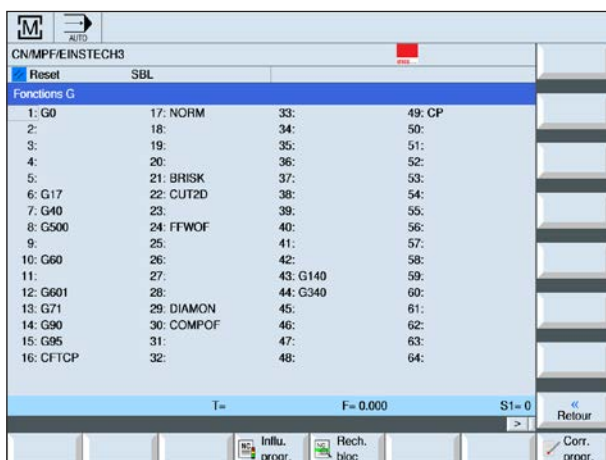 M
AUTO
CN/MPF/EINSTECH3
Reset SBL
Fonctions G
1: G0 17: NORM 33: 49: CP
2: 18: 34: 50:
3: 19: 35: 51:
4: 20: 36: 52:
5: 21: BRISK 37: 53:
6: G17 22: CUT2D 38: 54:
7: G40 23: 39: 55:
8: G500 24: FFWOF 40: 56:
9: 25: 41: 57:
10: G60 26: 42: 58:
11: 27: 43: G140 59:
12: G601 28: 44: G340 60:
13: G71 29: DIAMON 45: 61:
14: G90 30: COMPOF 46: 62:
15: G95 31: 47: 63:
16: CFTCP 32: 48: 64:
T= F= 0.000 S1= 0
«
Retour
>
NC Influ. progr.
NC Rech. bloc
Corr. progr.